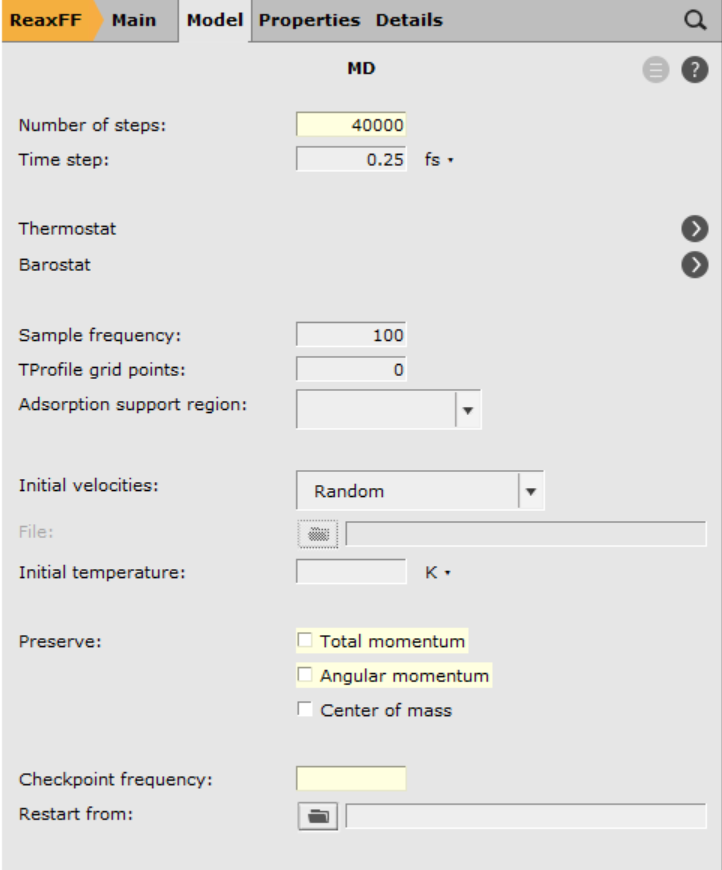 ReaxFF Main Model Properties Details
MD
?
Number of steps: 40000
Time step: 0.25 fs
Thermostat
Barostat
Sample frequency: 100
TProfile grid points: 0
Adsorption support region:
Initial velocities: Random
File:
Initial temperature: K
Preserve: Total momentum
Angular momentum
Center of mass
Checkpoint frequency:
Restart from: